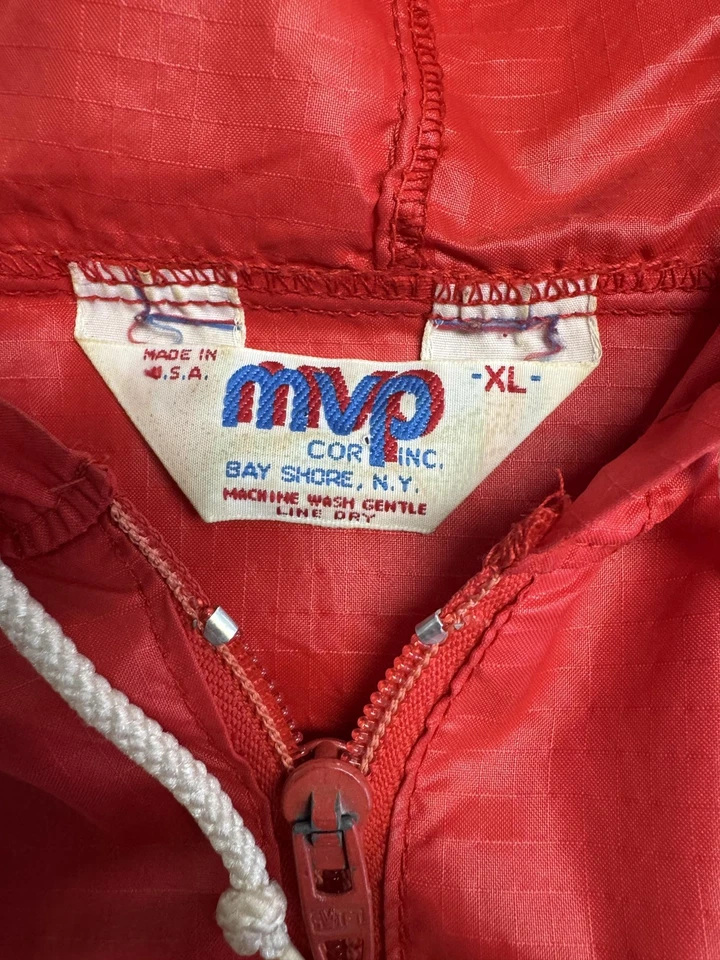 MADE IN
U.S.A.
mvp
-XL-
CORP INC.
BAY SHORE, N.Y.
MACHINE WASH GENTLE
LINE DRY